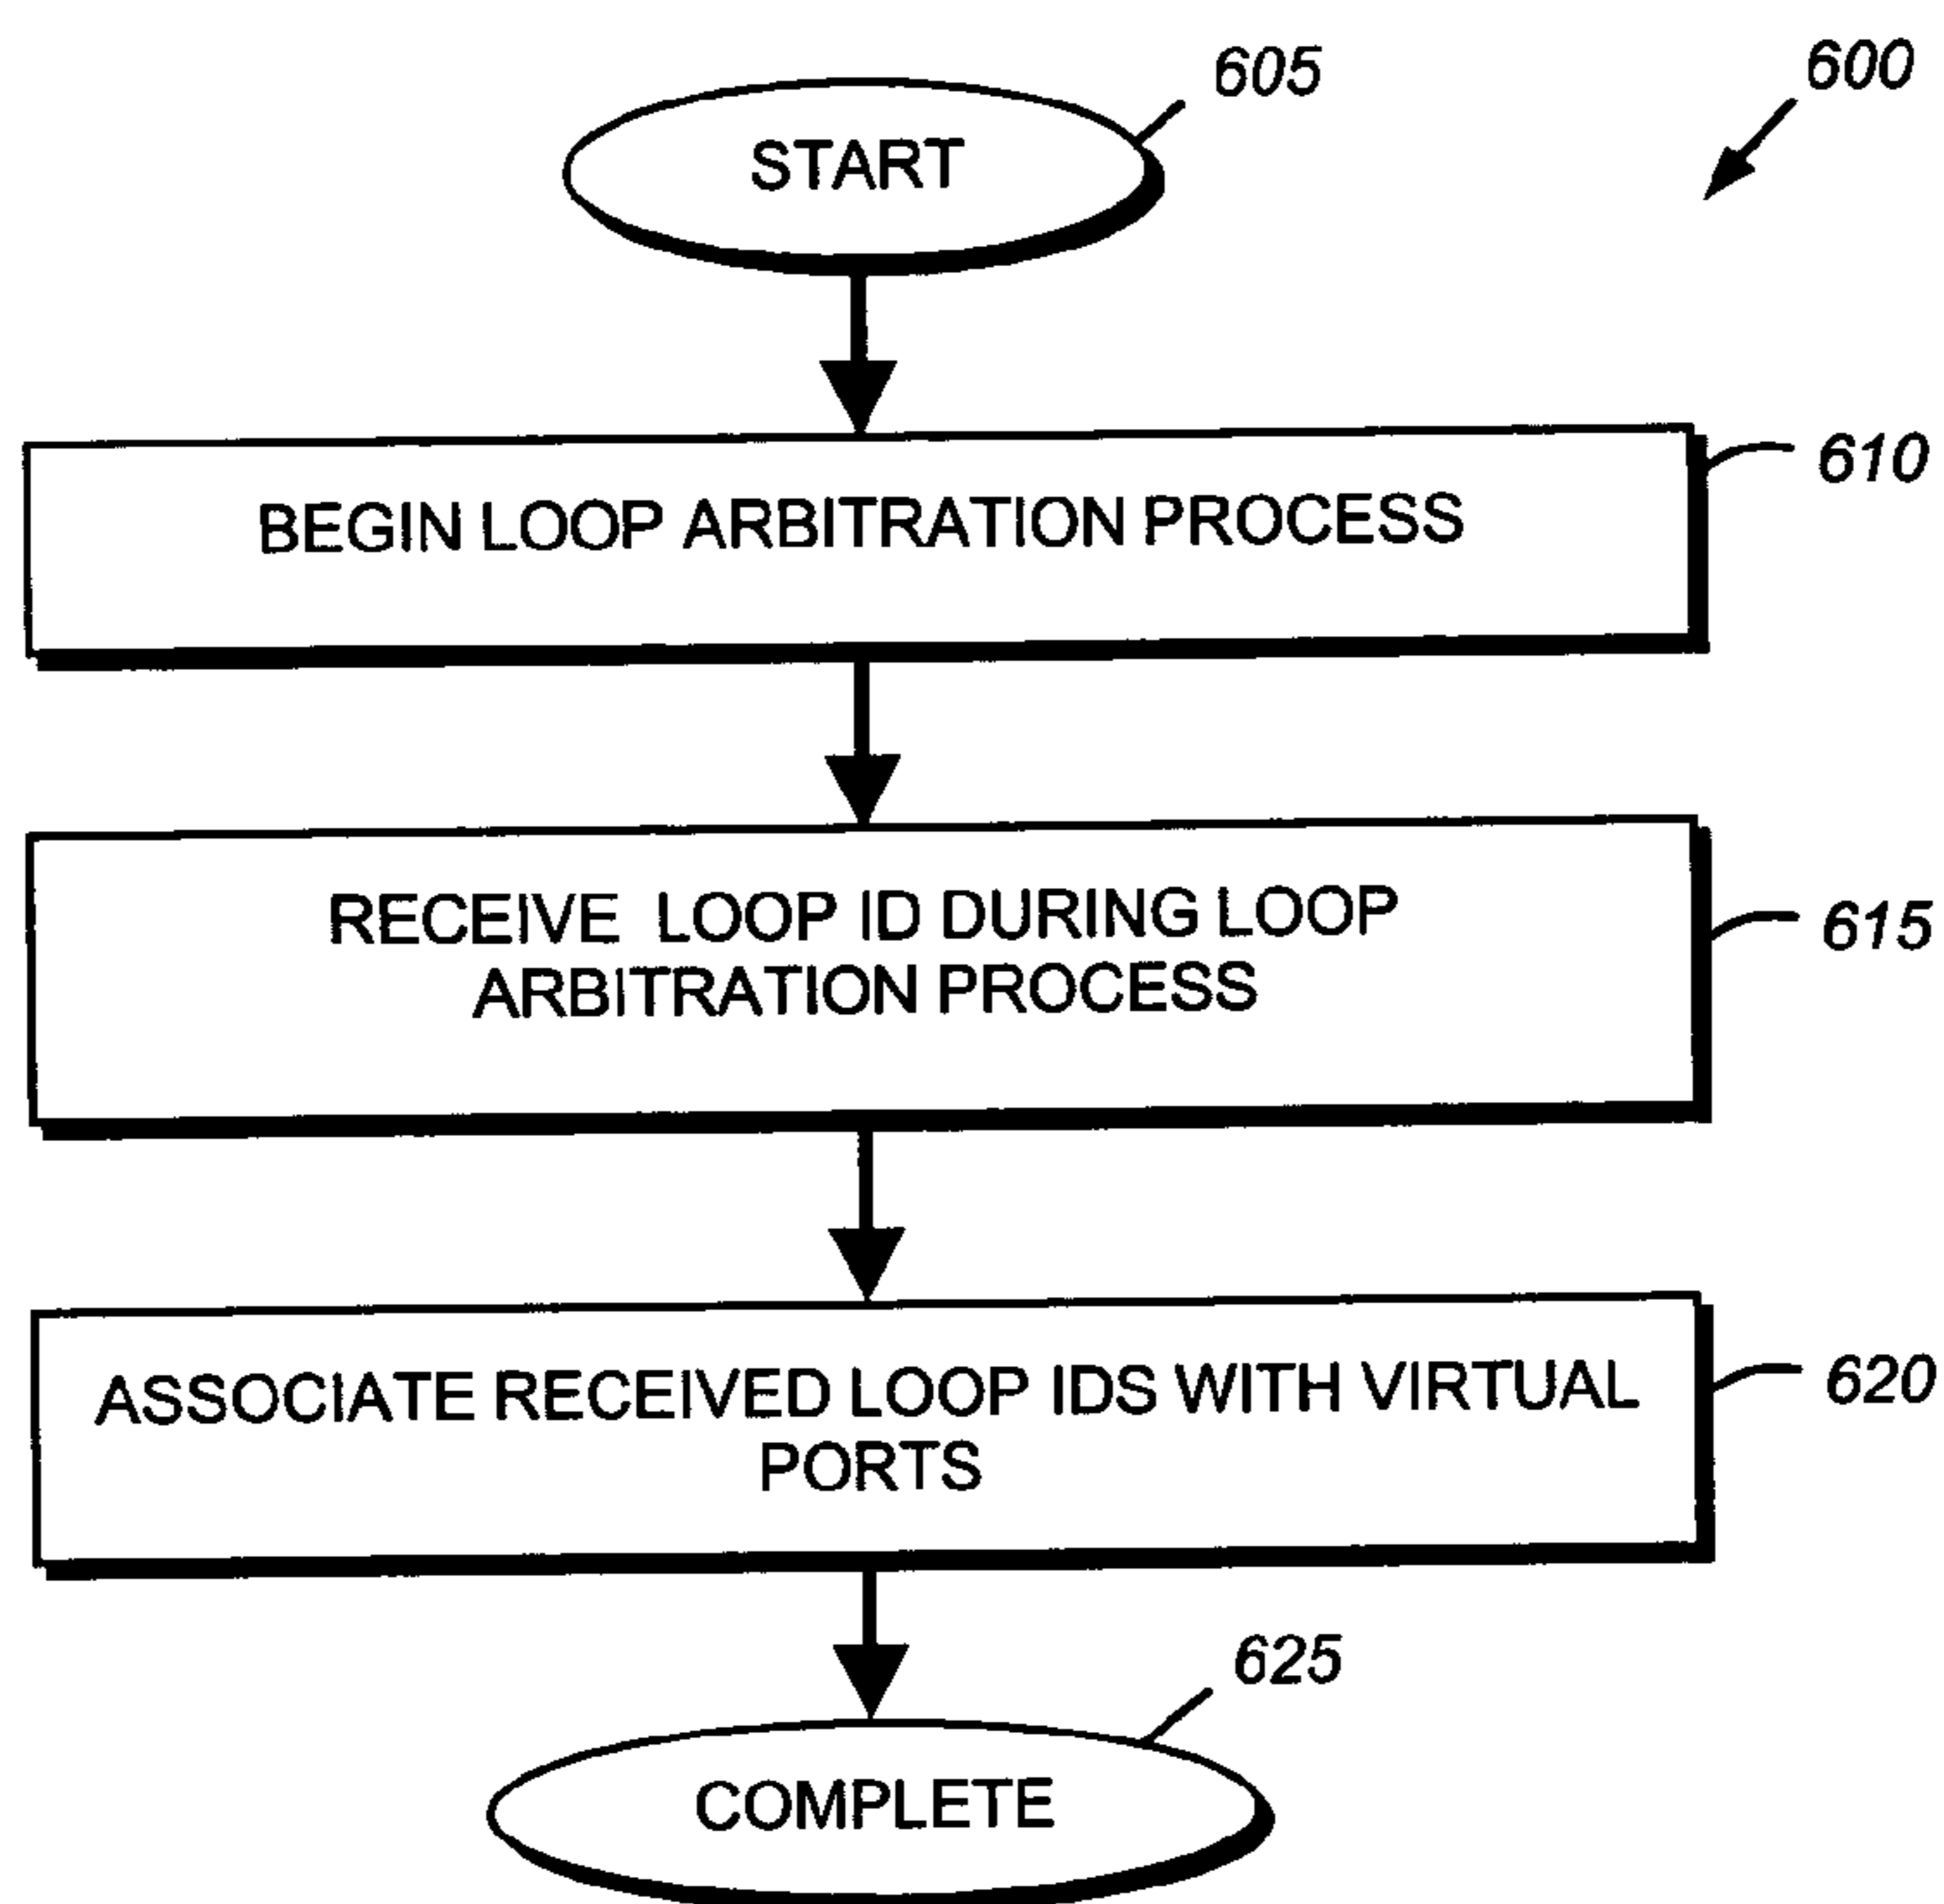 605
600
START
610
BEGIN LOOP ARBITRATION PROCESS
RECEIVE LOOP ID DURING LOOP
ARBITRATION PROCESS
615
ASSOCIATE RECEIVED LOOP IDS WITH VIRTUAL
PORTS
620
625
COMPLETE